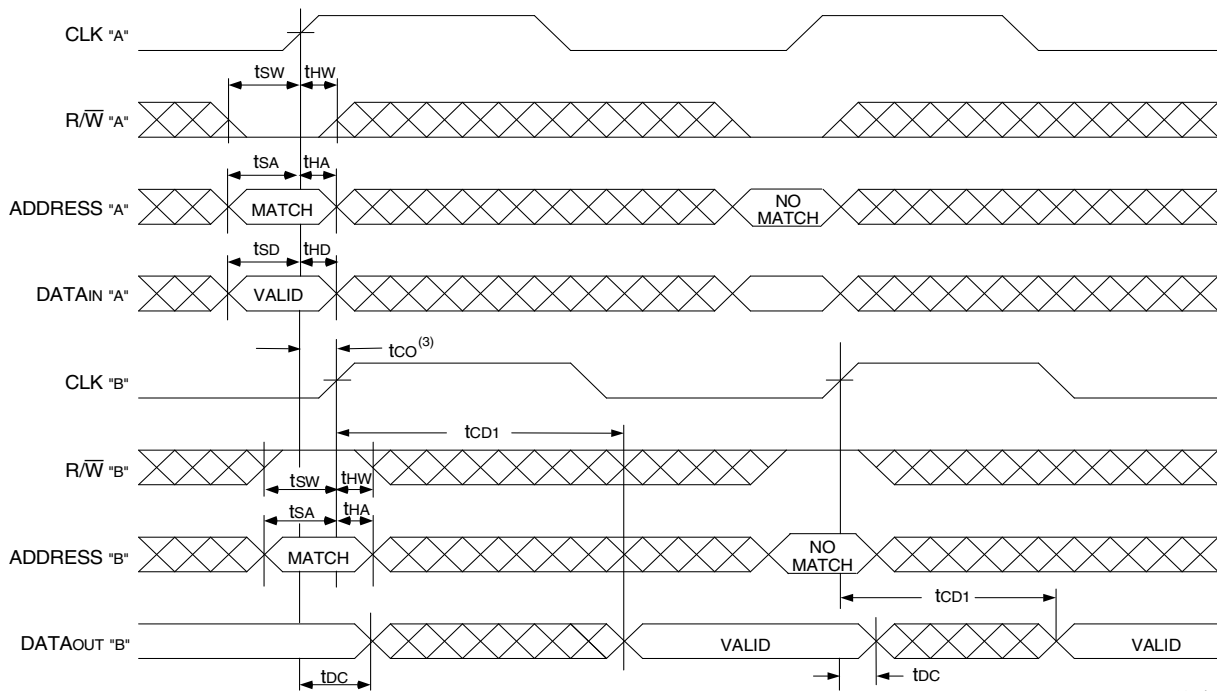 CLK "A"
tSW tHW
R/W̅ "A"
tSA tHA
ADDRESS "A" MATCH NO MATCH
tSD tHD
DATAIN "A" VALID
tCO(3)
CLK "B"
tCD1
R/W̅ "B"
tSW tHW
tSA tHA
ADDRESS "B" MATCH NO MATCH
tCD1
DATAOUT "B" VALID VALID
tDC tDC